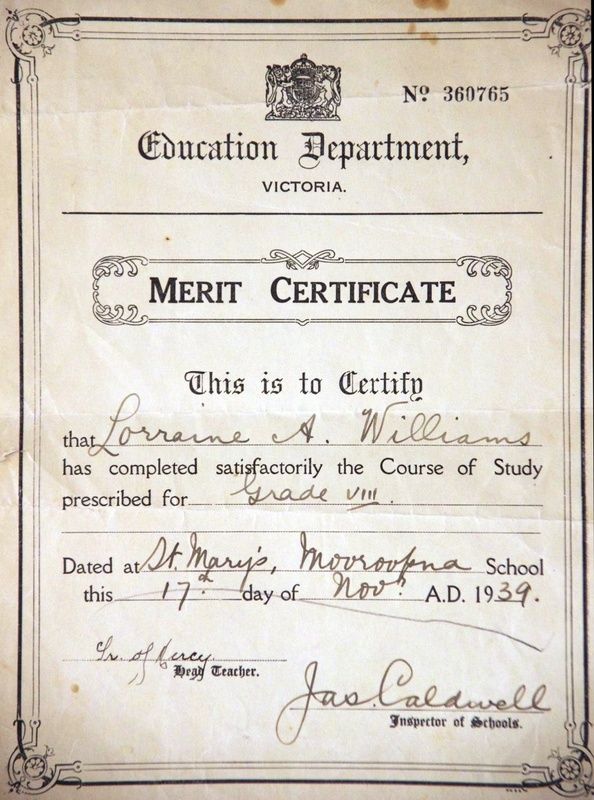 No 360765
Education Department,
VICTORIA.
MERIT CERTIFICATE
This is to Certify
that Lorraine A. Williams
has completed satisfactorily the Course of Study
prescribed for Grade VIII.
Dated at St. Mary's, Mooroopna School
this 17th day of Nov. A.D. 1939.
Sr. of Mercy
Head Teacher.
Jas. Caldwell
Inspector of Schools.